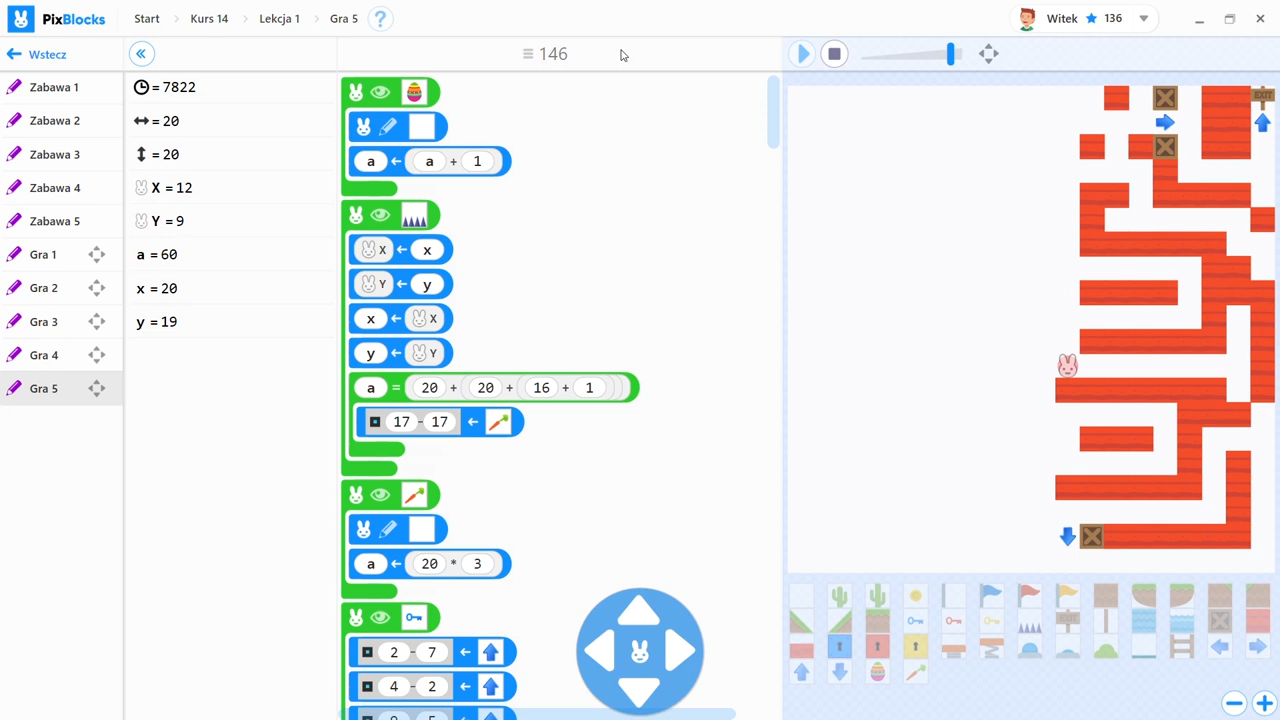 PixBlocks
Start
Kurs 14
Lekcja 1
Gra 5
?
Witek
136
Wstecz
146
Zabawa 1
Zabawa 2
Zabawa 3
Zabawa 4
Zabawa 5
Gra 1
Gra 2
Gra 3
Gra 4
Gra 5
= 7822
= 20
= 20
X = 12
Y = 9
a = 60
x = 20
y = 19
a a + 1
X x
Y y
x X
y Y
a = 20 + 20 + 16 + 1
17 - 17
a 20 * 3
2 - 7
4 - 2
EXIT